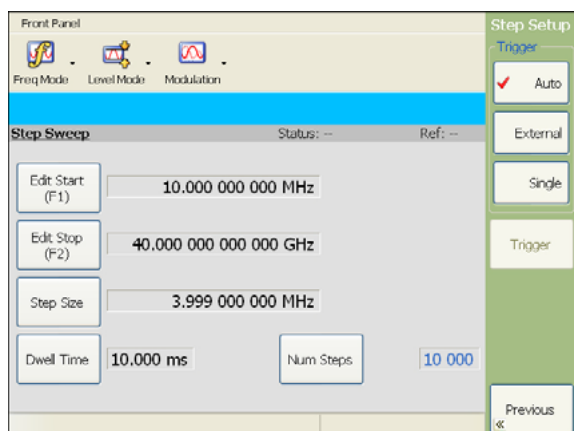 Front Panel
Freq Mode Level Mode Modulation
Step Sweep Status: -- Ref: --
Edit Start
(F1)
10.000 000 000 MHz
Edit Stop
(F2)
40.000 000 000 000 GHz
Step Size 3.999 000 000 MHz
Dwell Time 10.000 ms Num Steps 10 000
Step Setup
Trigger
Auto
External
Single
Trigger
Previous
«